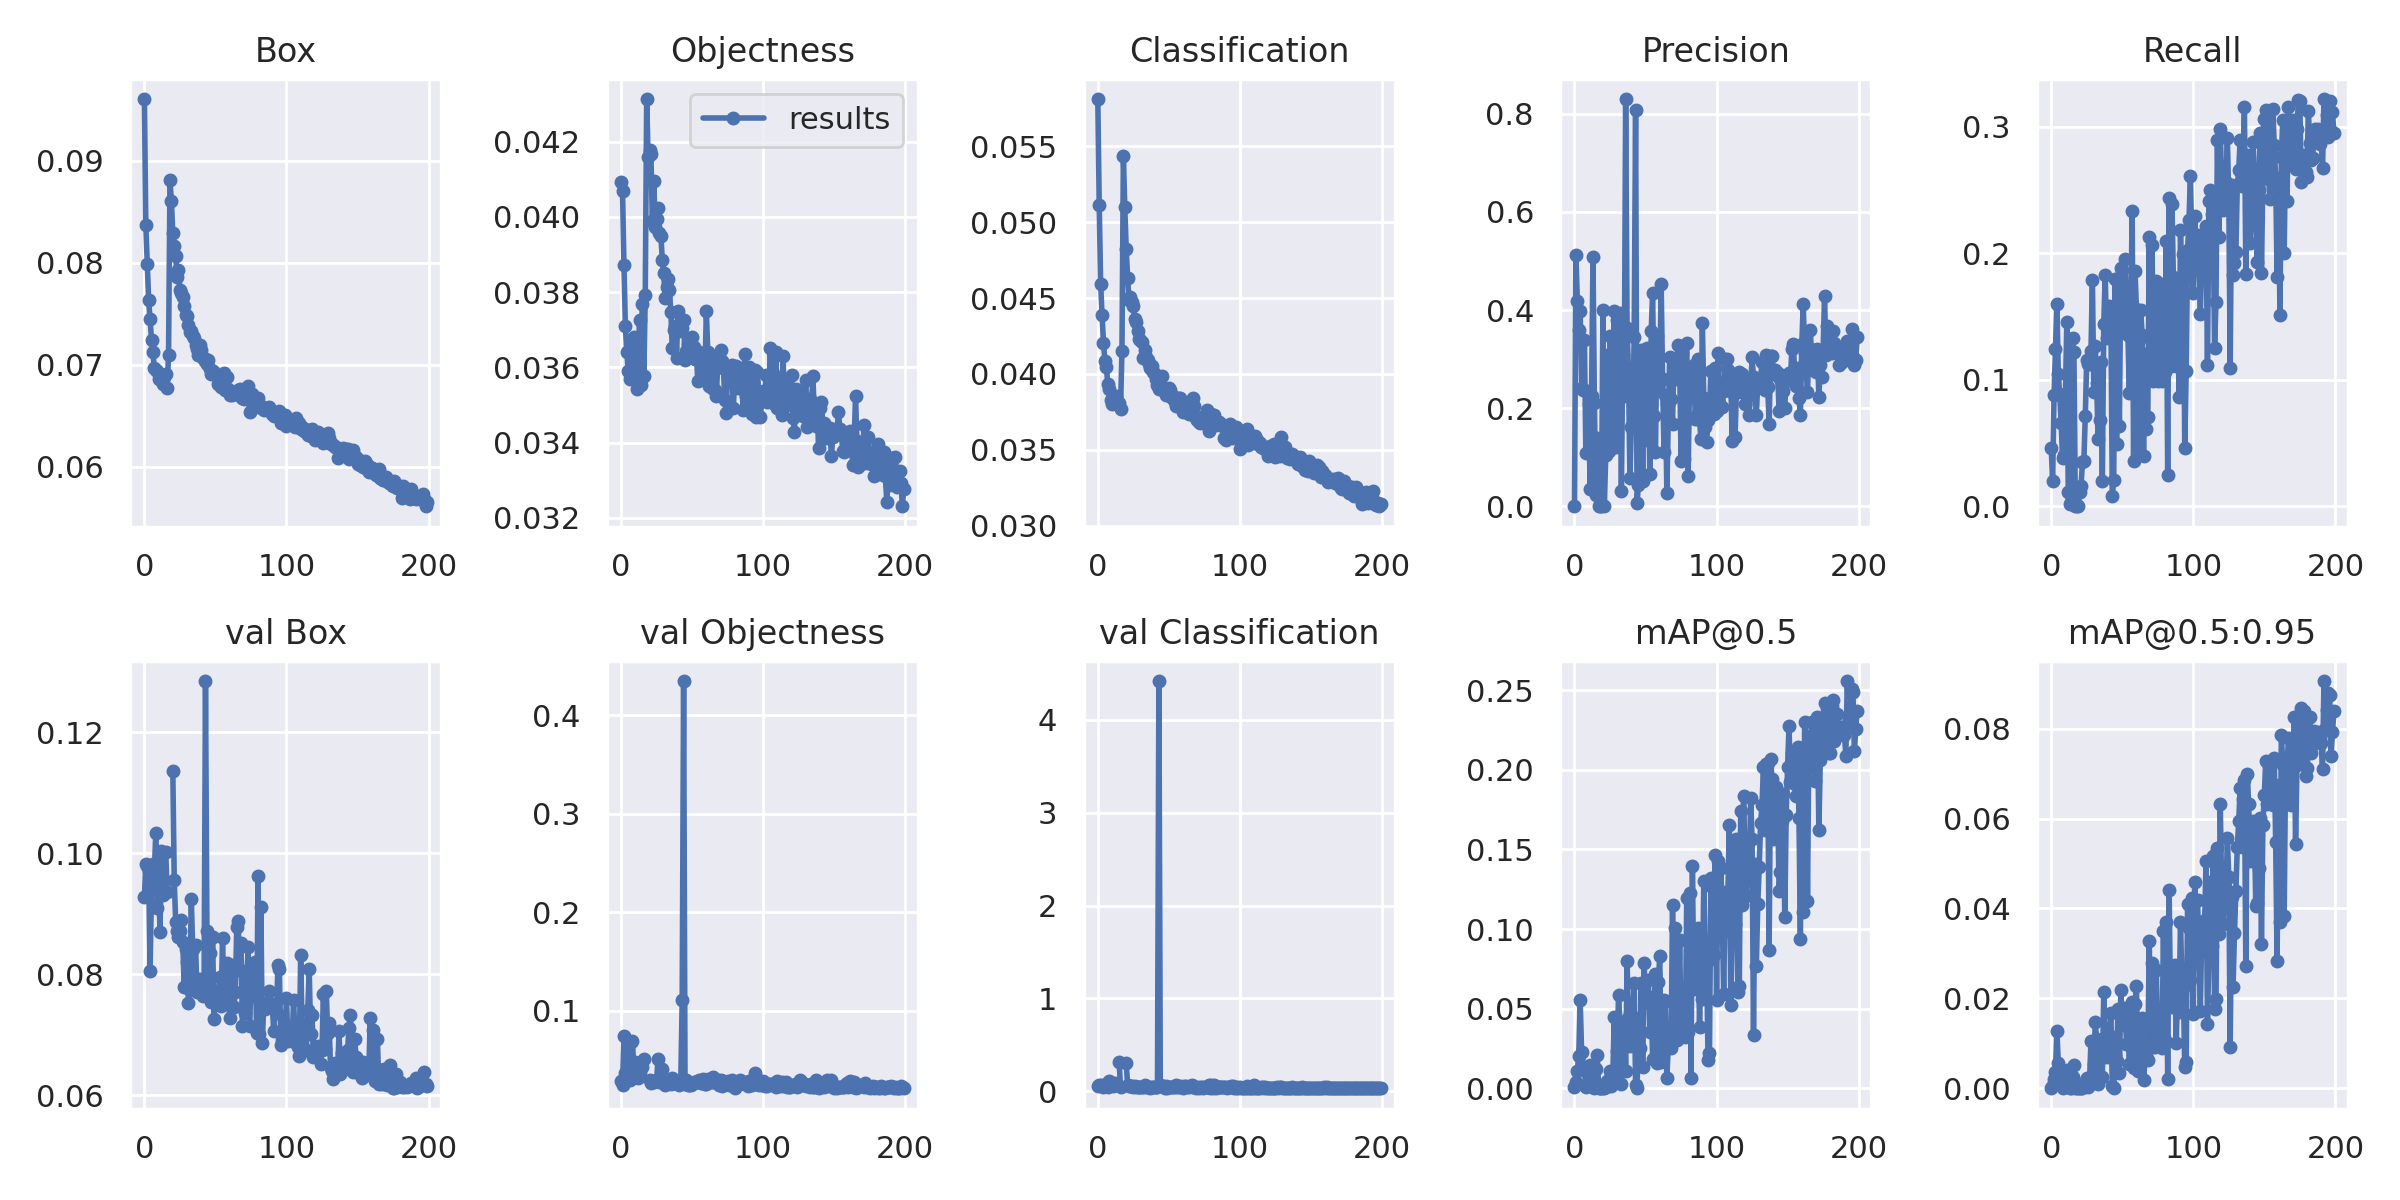 Box
Objectness
Classification
Precision
Recall
results
0.09
0.08
0.07
0.06
0 100 200
0.042
0.040
0.038
0.036
0.034
0.032
0 100 200
0.055
0.050
0.045
0.040
0.035
0.030
0 100 200
0.8
0.6
0.4
0.2
0.0
0 100 200
0.3
0.2
0.1
0.0
0 100 200
val Box
val Objectness
val Classification
mAP@0.5
mAP@0.5:0.95
0.12
0.10
0.08
0.06
0 100 200
0.4
0.3
0.2
0.1
0 100 200
4
3
2
1
0
0 100 200
0.25
0.20
0.15
0.10
0.05
0.00
0 100 200
0.08
0.06
0.04
0.02
0.00
0 100 200